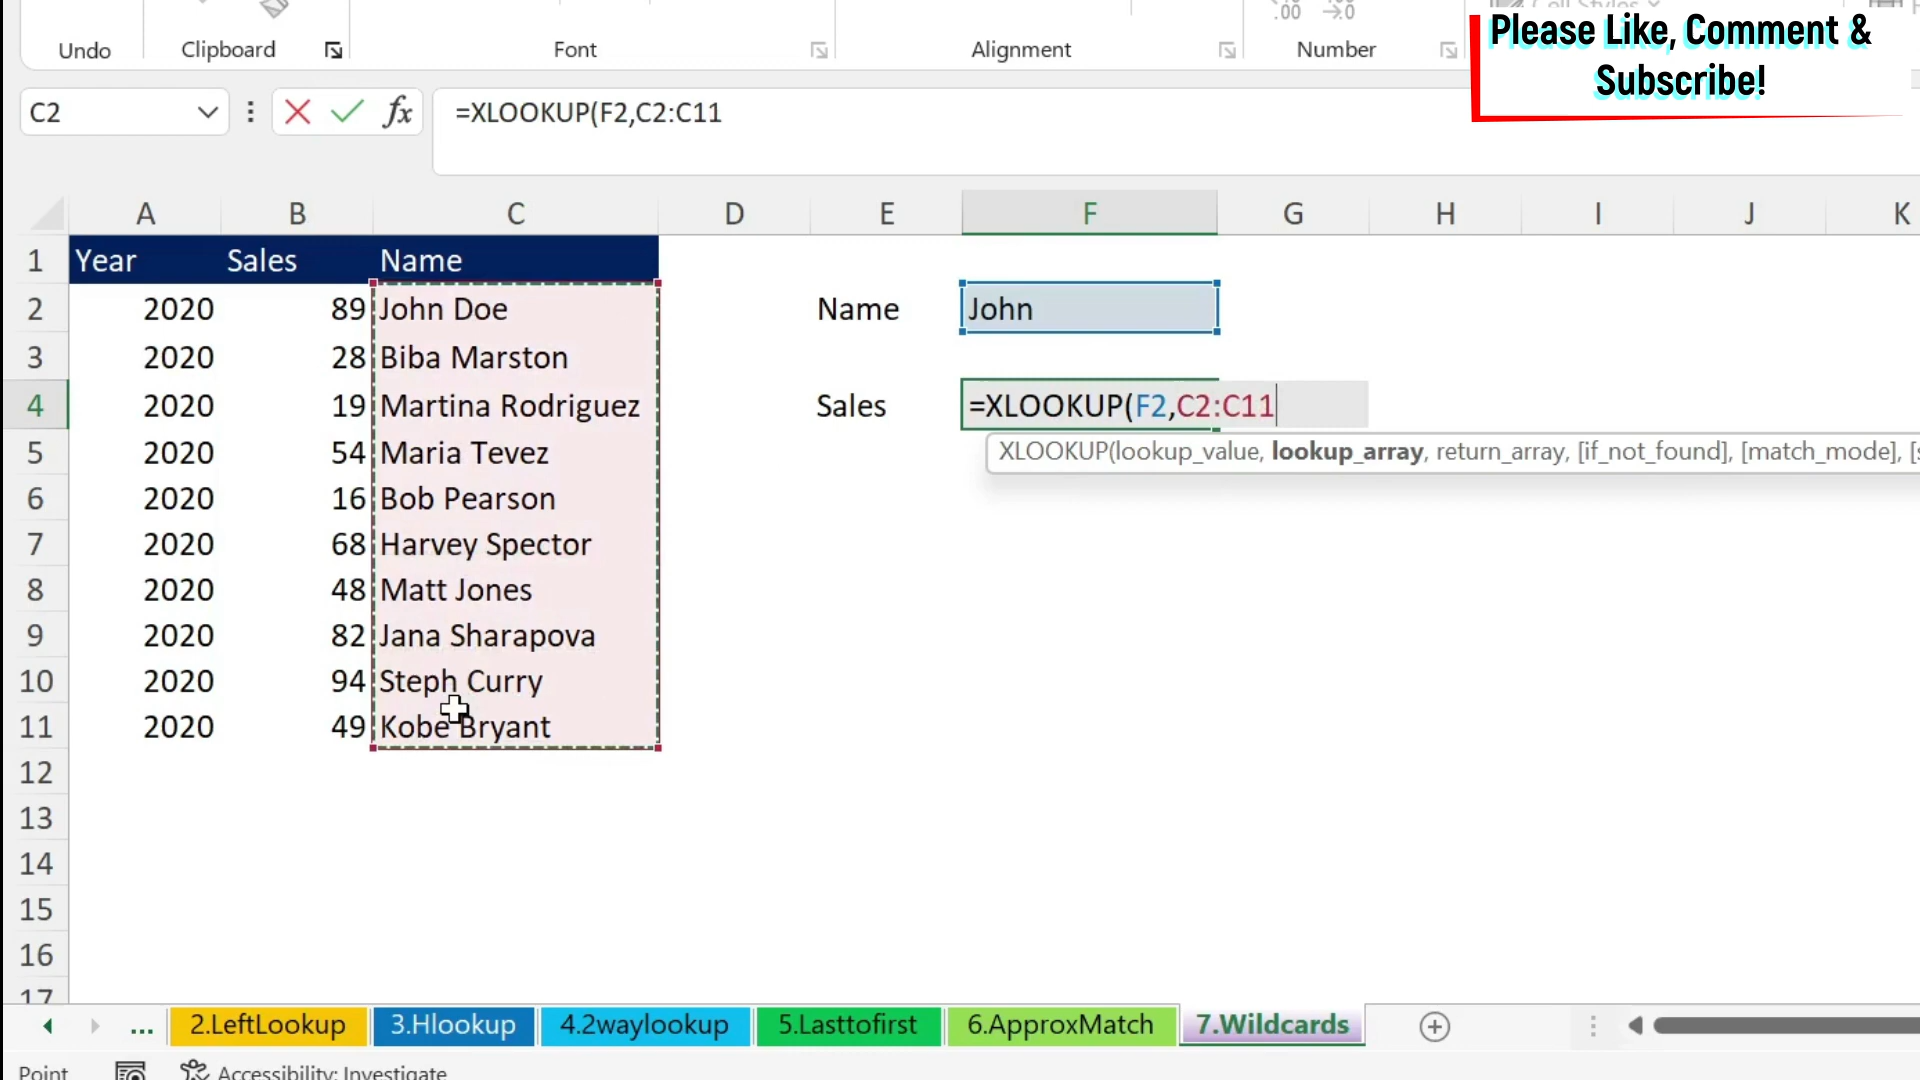 Undo
Clipboard
Font
Alignment
Number
Please Like, Comment &
Subscribe!
C2
fx
=XLOOKUP(F2,C2:C11
A B C D E F G H I J K
1 Year Sales Name
2 2020 89 John Doe Name John
3 2020 28 Biba Marston
4 2020 19 Martina Rodriguez Sales =XLOOKUP(F2,C2:C11
XLOOKUP(lookup_value, lookup_array, return_array, [if_not_found], [match_mode], [s
5 2020 54 Maria Tevez
6 2020 16 Bob Pearson
7 2020 68 Harvey Spector
8 2020 48 Matt Jones
9 2020 82 Jana Sharapova
10 2020 94 Steph Curry
11 2020 49 Kobe Bryant
12
13
14
15
16
17
... 2.LeftLookup 3.Hlookup 4.2waylookup 5.Lasttofirst 6.ApproxMatch 7.Wildcards
Point Accessibility: Investigate